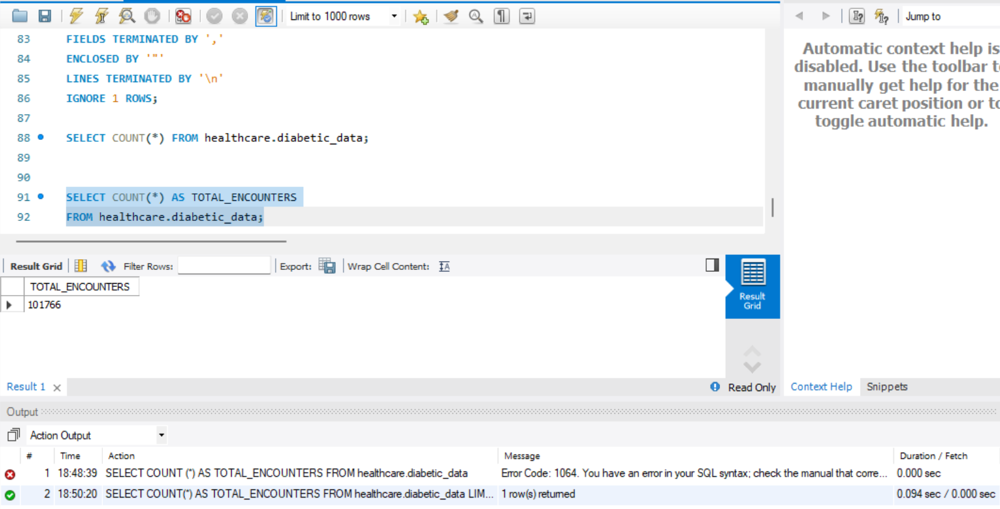 Limit to 1000 rows
Jump to
83 FIELDS TERMINATED BY ','
84 ENCLOSED BY '"'
85 LINES TERMINATED BY '\n'
86 IGNORE 1 ROWS;
87
88 SELECT COUNT(*) FROM healthcare.diabetic_data;
89
90
91 SELECT COUNT(*) AS TOTAL_ENCOUNTERS
92 FROM healthcare.diabetic_data;
Automatic context help is
disabled. Use the toolbar t
manually get help for the
current caret position or to
toggle automatic help.
Result Grid Filter Rows: Export: Wrap Cell Content:
TOTAL_ENCOUNTERS
101766
Result
Grid
Result 1
Read Only
Context Help Snippets
Output
Action Output
# Time Action Message Duration / Fetch
1 18:48:39 SELECT COUNT (*) AS TOTAL_ENCOUNTERS FROM healthcare.diabetic_data Error Code: 1064. You have an error in your SQL syntax; check the manual that corre... 0.000 sec
2 18:50:20 SELECT COUNT(*) AS TOTAL_ENCOUNTERS FROM healthcare.diabetic_data LIM... 1 row(s) returned 0.094 sec / 0.000 sec